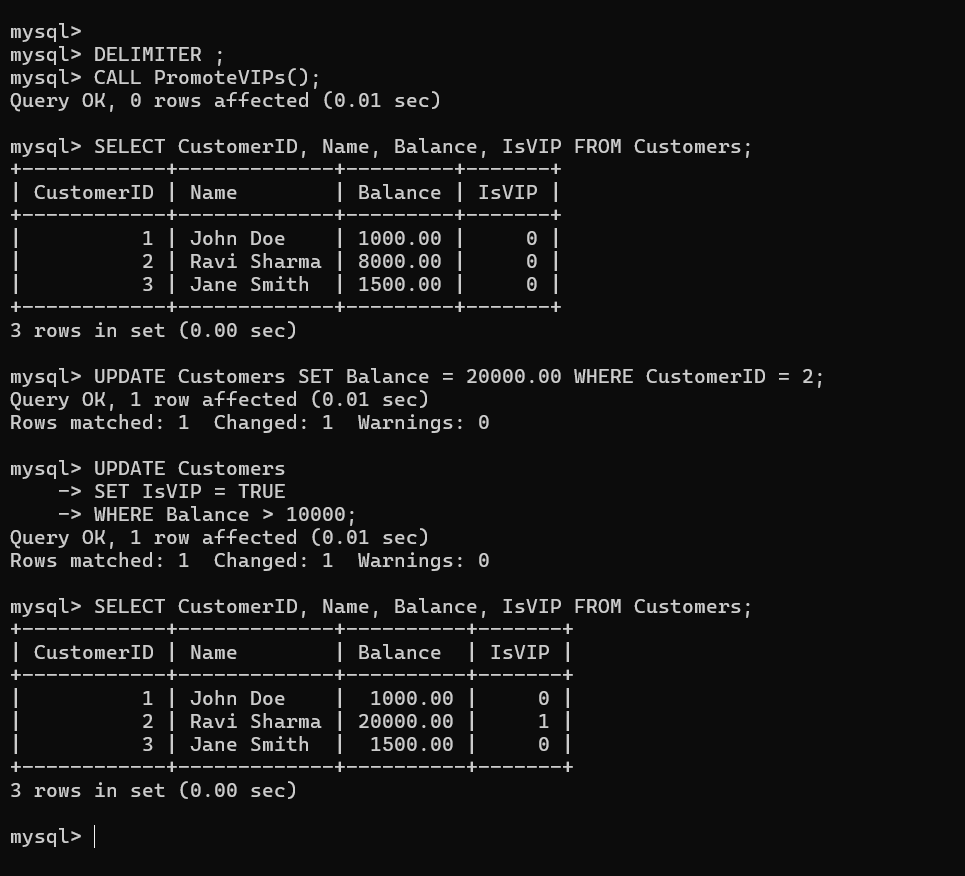 mysql>
mysql> DELIMITER ;
mysql> CALL PromoteVIPs();
Query OK, 0 rows affected (0.01 sec)

mysql> SELECT CustomerID, Name, Balance, IsVIP FROM Customers;
+------------+-------------+---------+-------+
| CustomerID | Name        | Balance | IsVIP |
+------------+-------------+---------+-------+
|          1 | John Doe    | 1000.00 |     0 |
|          2 | Ravi Sharma | 8000.00 |     0 |
|          3 | Jane Smith  | 1500.00 |     0 |
+------------+-------------+---------+-------+
3 rows in set (0.00 sec)

mysql> UPDATE Customers SET Balance = 20000.00 WHERE CustomerID = 2;
Query OK, 1 row affected (0.01 sec)
Rows matched: 1  Changed: 1  Warnings: 0

mysql> UPDATE Customers
    -> SET IsVIP = TRUE
    -> WHERE Balance > 10000;
Query OK, 1 row affected (0.01 sec)
Rows matched: 1  Changed: 1  Warnings: 0

mysql> SELECT CustomerID, Name, Balance, IsVIP FROM Customers;
+------------+-------------+----------+-------+
| CustomerID | Name        | Balance  | IsVIP |
+------------+-------------+----------+-------+
|          1 | John Doe    |  1000.00 |     0 |
|          2 | Ravi Sharma | 20000.00 |     1 |
|          3 | Jane Smith  |  1500.00 |     0 |
+------------+-------------+----------+-------+
3 rows in set (0.00 sec)

mysql>